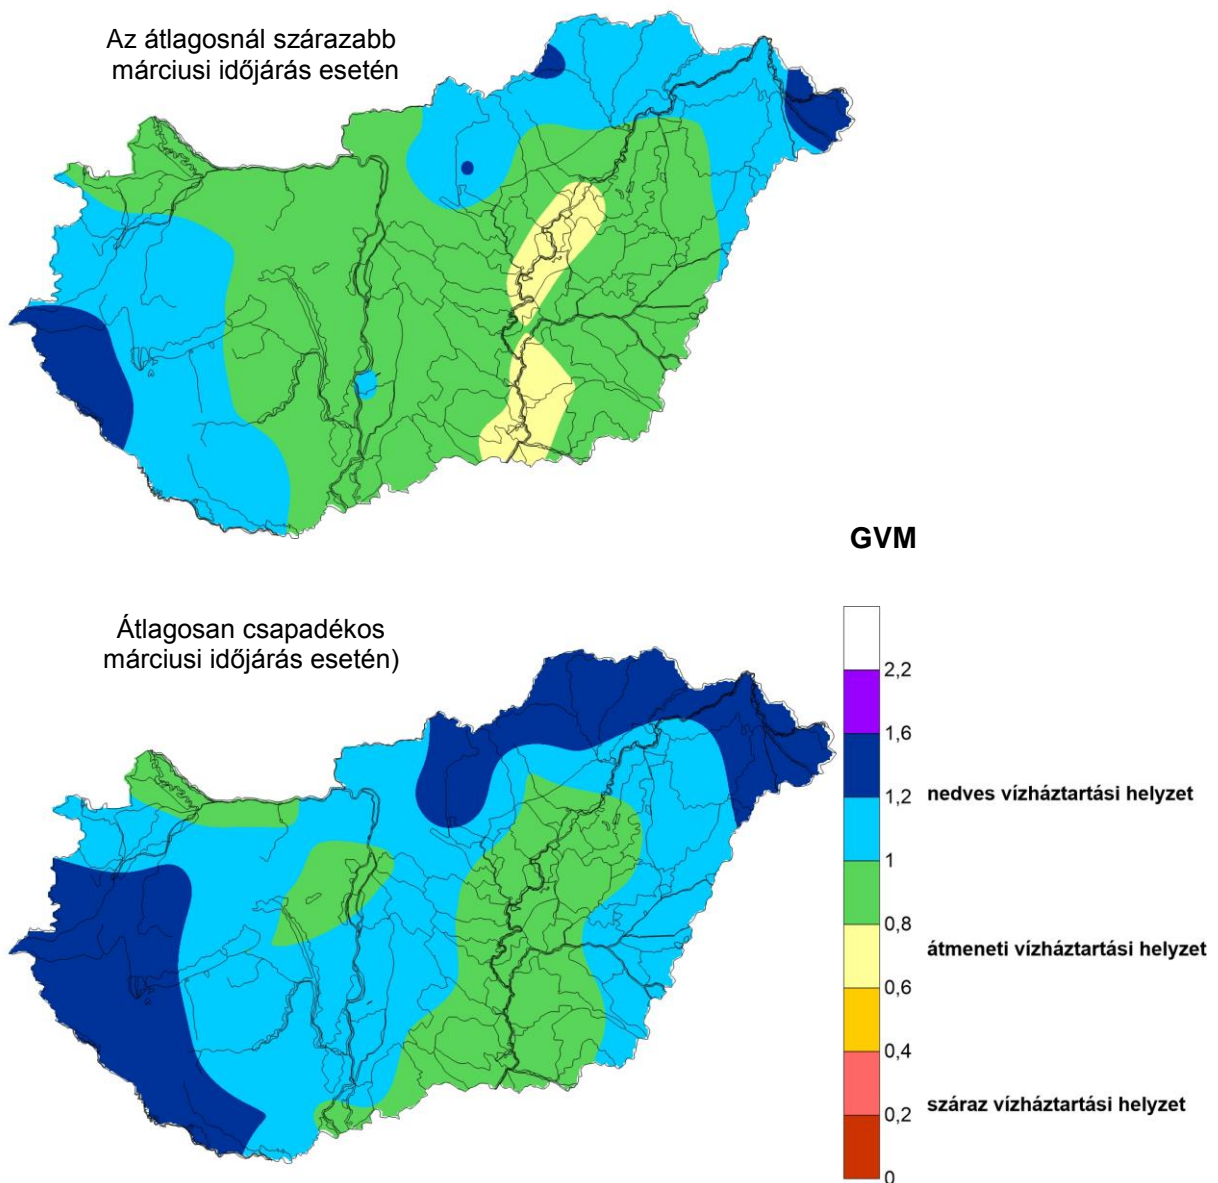 Az átlagosnál szárazabb
márciusi időjárás esetén
GVM
Átlagosan csapadékos
márciusi időjárás esetén)
2,2
1,6
1,2
nedves vízháztartási helyzet
1
0,8
átmeneti vízháztartási helyzet
0,6
0,4
száraz vízháztartási helyzet
0,2
0